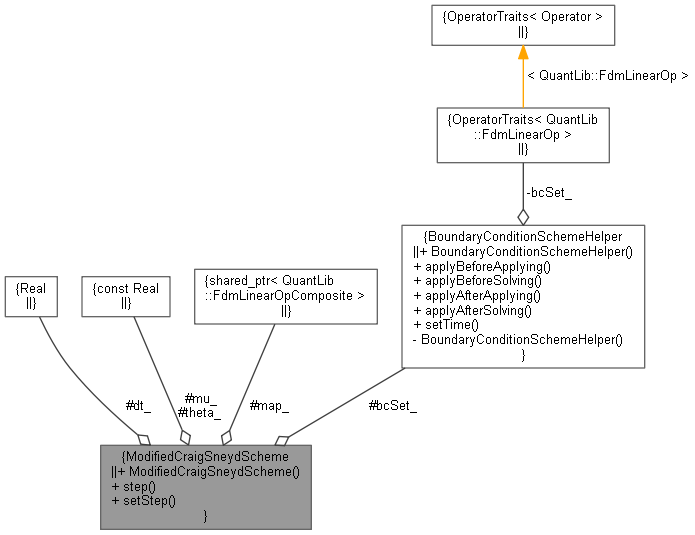 {OperatorTraits< Operator >
||}
< QuantLib::FdmLinearOp >
{OperatorTraits< QuantLib
::FdmLinearOp >
||}
-bcSet_
{BoundaryConditionSchemeHelper
||+ BoundaryConditionSchemeHelper()
+ applyBeforeApplying()
+ applyBeforeSolving()
+ applyAfterApplying()
+ applyAfterSolving()
+ setTime()
- BoundaryConditionSchemeHelper()
}
{Real
||}
{const Real
||}
{shared_ptr< QuantLib
::FdmLinearOpComposite >
||}
#dt_
#mu_
#theta_
#map_
#bcSet_
{ModifiedCraigSneydScheme
||+ ModifiedCraigSneydScheme()
+ step()
+ setStep()
}